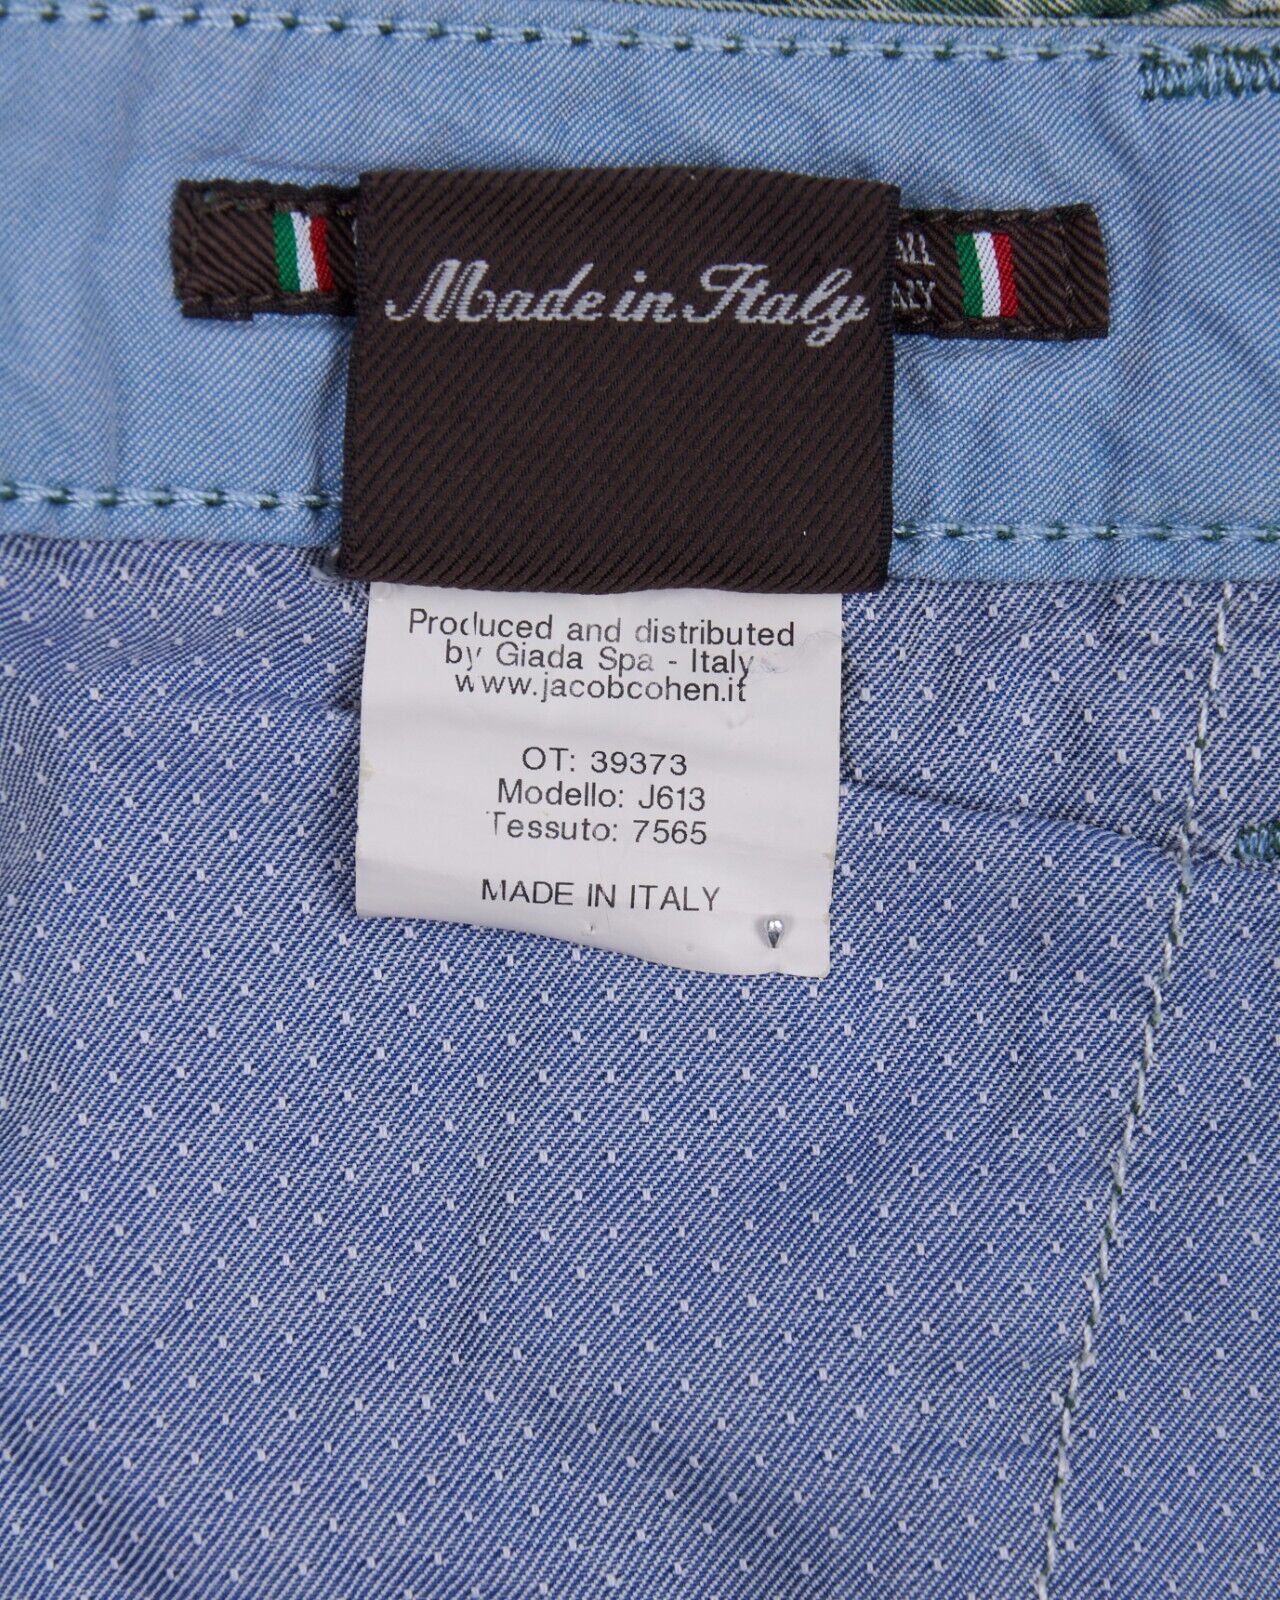 Made in Italy
Produced and distributed
by Giada Spa - Italy
www.jacobcohen.it
OT: 39373
Modello: J613
Tessuto: 7565
MADE IN ITALY